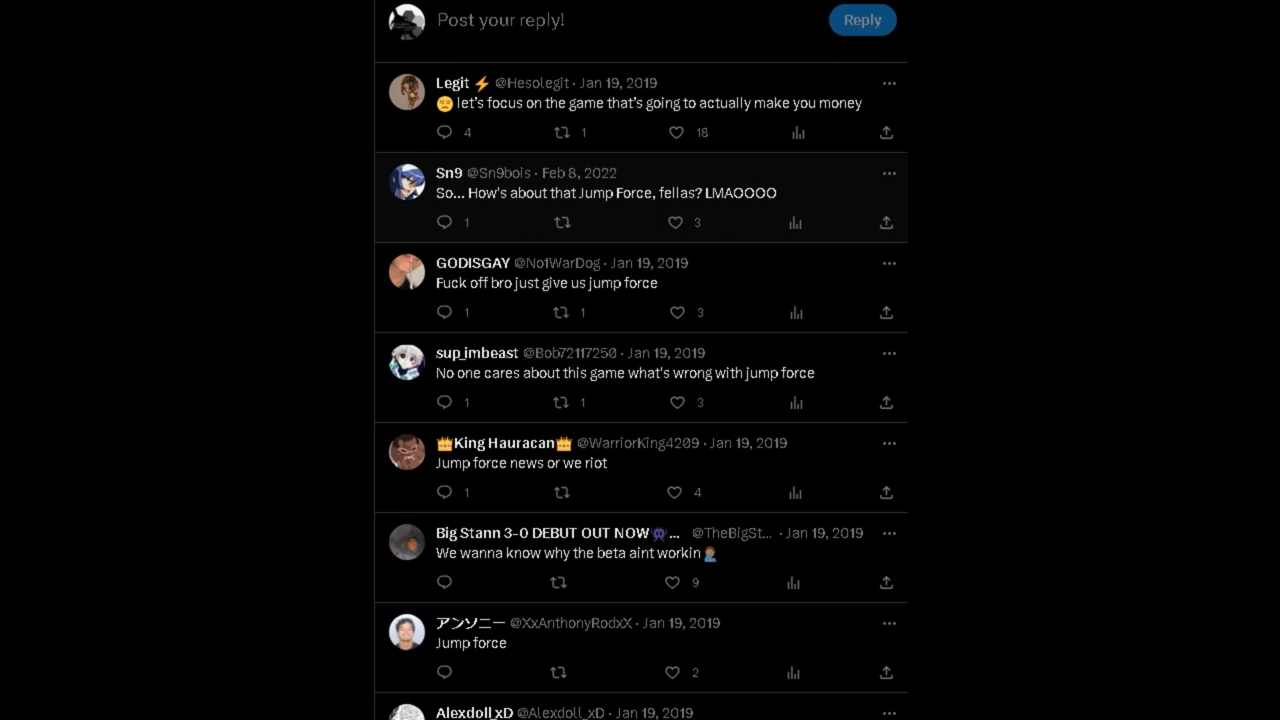 Post your reply!
Reply
Legit ⚡ @Hesolegit · Jan 19, 2019
😔 let's focus on the game that's going to actually make you money
4 1 18
Sn9 @Sn9bois · Feb 8, 2022
So... How's about that Jump Force, fellas? LMAOOOO
1 3
GODISGAY @No1WarDog · Jan 19, 2019
Fuck off bro just give us jump force
1 1 3
sup_imbeast @Bob72117250 · Jan 19, 2019
No one cares about this game what's wrong with jump force
1 1 3
👑King Hauracan👑 @WarriorKing4209 · Jan 19, 2019
Jump force news or we riot
1 4
Big Stann 3-0 DEBUT OUT NOW👾... @TheBigSt... · Jan 19, 2019
We wanna know why the beta aint workin🤦🏽‍♂️
9
アンソニー @XxAnthonyRodxX · Jan 19, 2019
Jump force
2
Alexdoll_xD @Alexdoll_xD · Jan 19, 2019